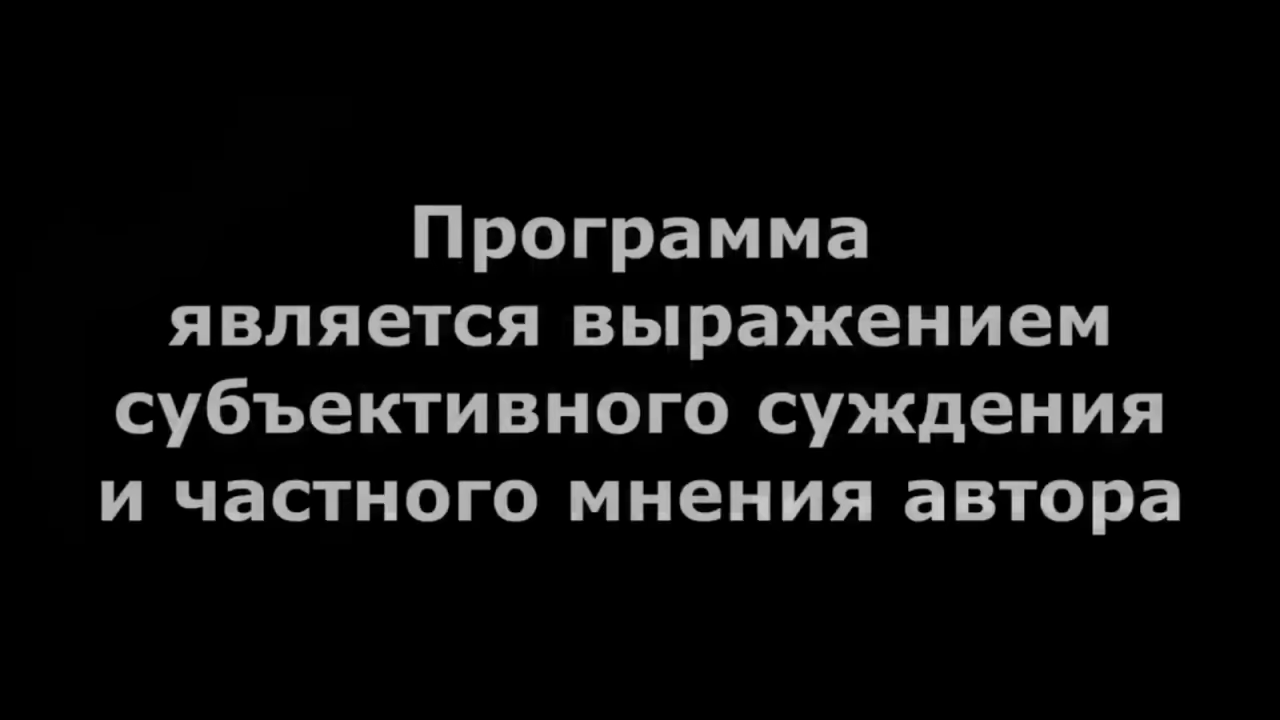 Программа
является выражением
субъективного суждения
и частного мнения автора